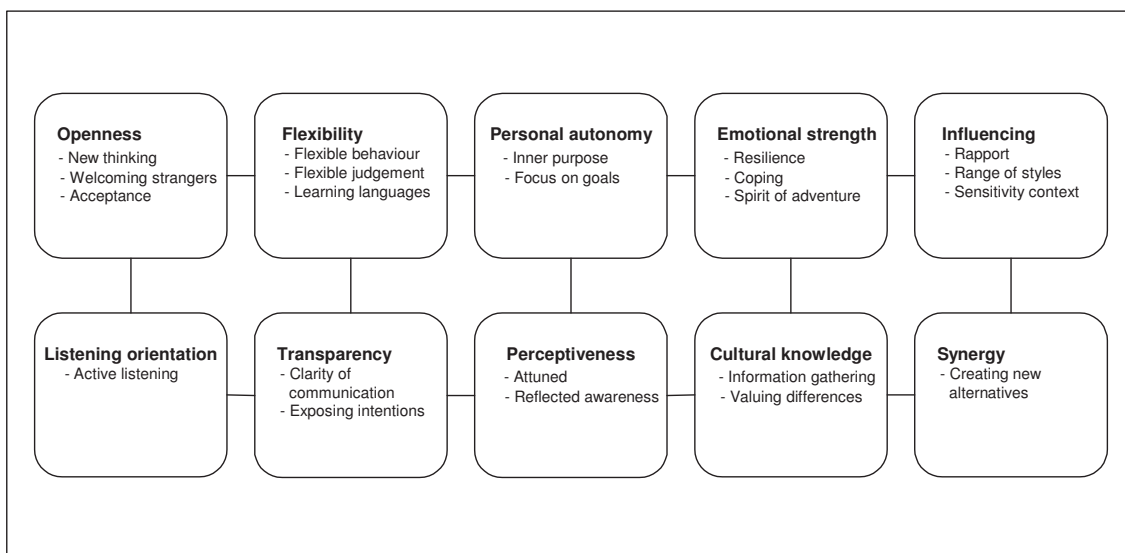 Openness
- New thinking
- Welcoming strangers
- Acceptance
Flexibility
- Flexible behaviour
- Flexible judgement
- Learning languages
Personal autonomy
- Inner purpose
- Focus on goals
Emotional strength
- Resilience
- Coping
- Spirit of adventure
Influencing
- Rapport
- Range of styles
- Sensitivity context
Listening orientation
- Active listening
Transparency
- Clarity of
communication
- Exposing intentions
Perceptiveness
- Attuned
- Reflected awareness
Cultural knowledge
- Information gathering
- Valuing differences
Synergy
- Creating new
alternatives